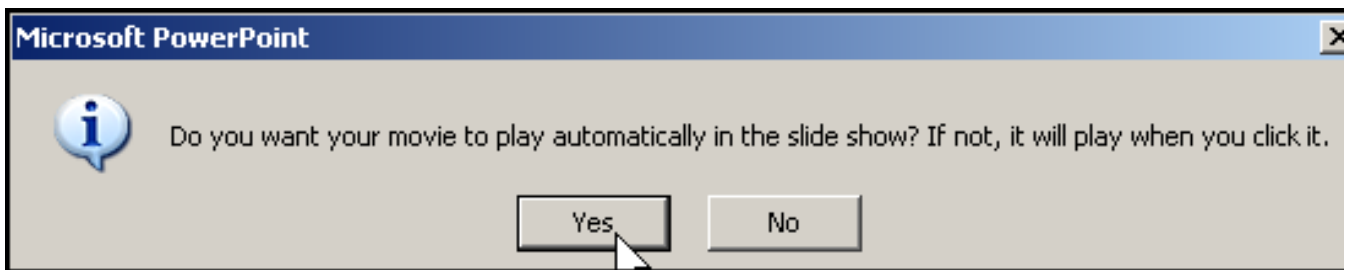 Microsoft PowerPoint
Do you want your movie to play automatically in the slide show? If not, it will play when you click it.
Yes
No